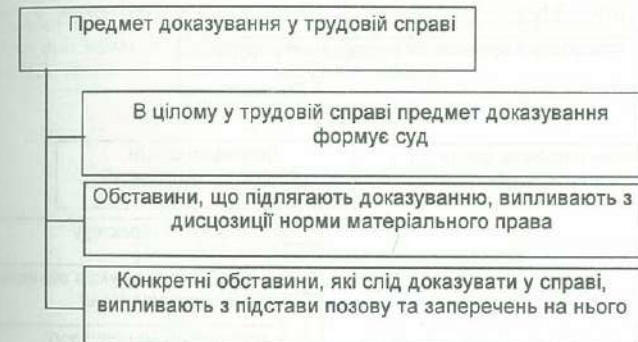 Предмет доказування у трудовій справі
В цілому у трудовій справі предмет доказування
формує суд
Обставини, що підлягають доказуванню, випливають з
дисцозиції норми матеріального права
Конкретні обставини, які слід доказувати у справі,
випливають з підстави позову та заперечень на нього